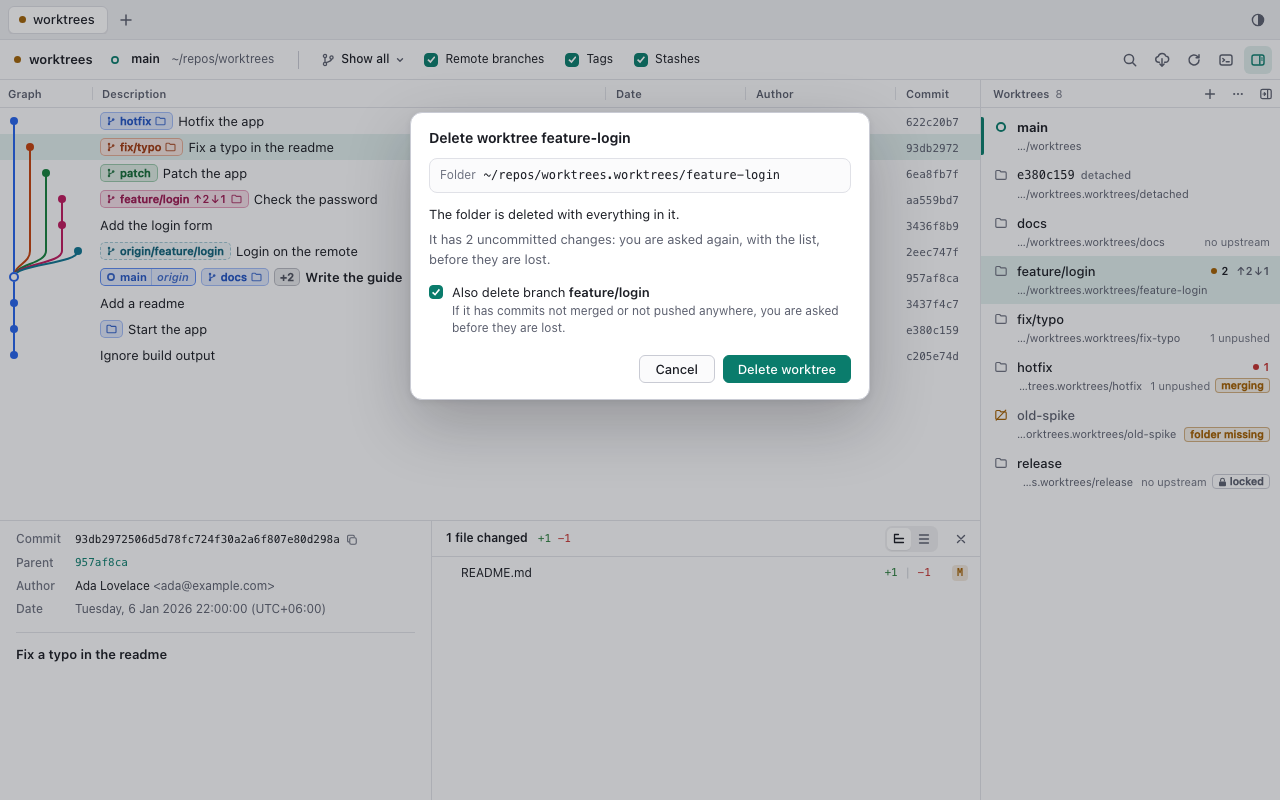 worktrees
worktrees main ~/repos/worktrees Show all Remote branches Tags Stashes
Graph Description Date Author Commit
hotfix Hotfix the app 622c20b7
fix/typo Fix a typo in the readme 93db2972
patch Patch the app 6ea8fb7f
feature/login ↑2↓1 Check the password aa559bd7
Add the login form 3436f8b9
origin/feature/login Login on the remote 2eec747f
main origin docs +2 Write the guide 957af8ca
Add a readme 3437f4c7
Start the app e380c159
Ignore build output c205e74d
Delete worktree feature-login
Folder ~/repos/worktrees.worktrees/feature-login
The folder is deleted with everything in it.
It has 2 uncommitted changes: you are asked again, with the list,
before they are lost.
Also delete branch feature/login
If it has commits not merged or not pushed anywhere, you are asked
before they are lost.
Cancel Delete worktree
Worktrees 8
main
.../worktrees
e380c159 detached
.../worktrees.worktrees/detached
docs
.../worktrees.worktrees/docs no upstream
feature/login 2 ↑2↓1
.../worktrees.worktrees/feature-login
fix/typo
.../worktrees.worktrees/fix-typo 1 unpushed
hotfix 1
...trees.worktrees/hotfix 1 unpushed merging
old-spike
...orktrees.worktrees/old-spike folder missing
release
...s.worktrees/release no upstream locked
Commit 93db2972506d5d78fc724f30a2a6f807e80d298a
Parent 957af8ca
Author Ada Lovelace <ada@example.com>
Date Tuesday, 6 Jan 2026 22:00:00 (UTC+06:00)
Fix a typo in the readme
1 file changed +1 −1
README.md +1 | −1 M